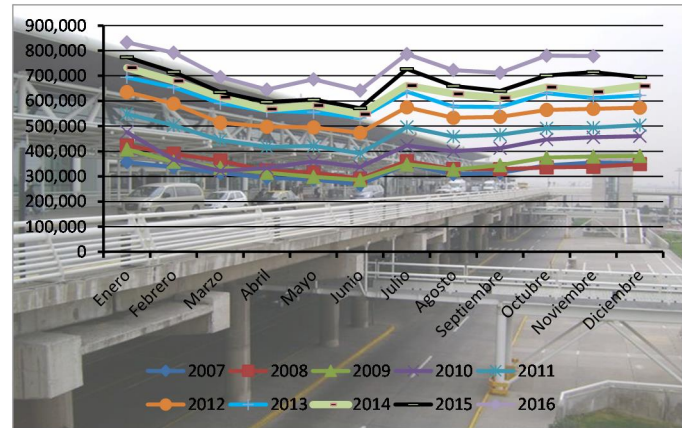 900,000
800,000
700,000
600,000
500,000
400,000
300,000
200,000
100,000
0
Enero
Febrero
Marzo
Abril
Mayo
Junio
Julio
Agosto
Septiembre
Octubre
Noviembre
Diciembre
2007 2008 2009 2010 2011
2012 2013 2014 2015 2016